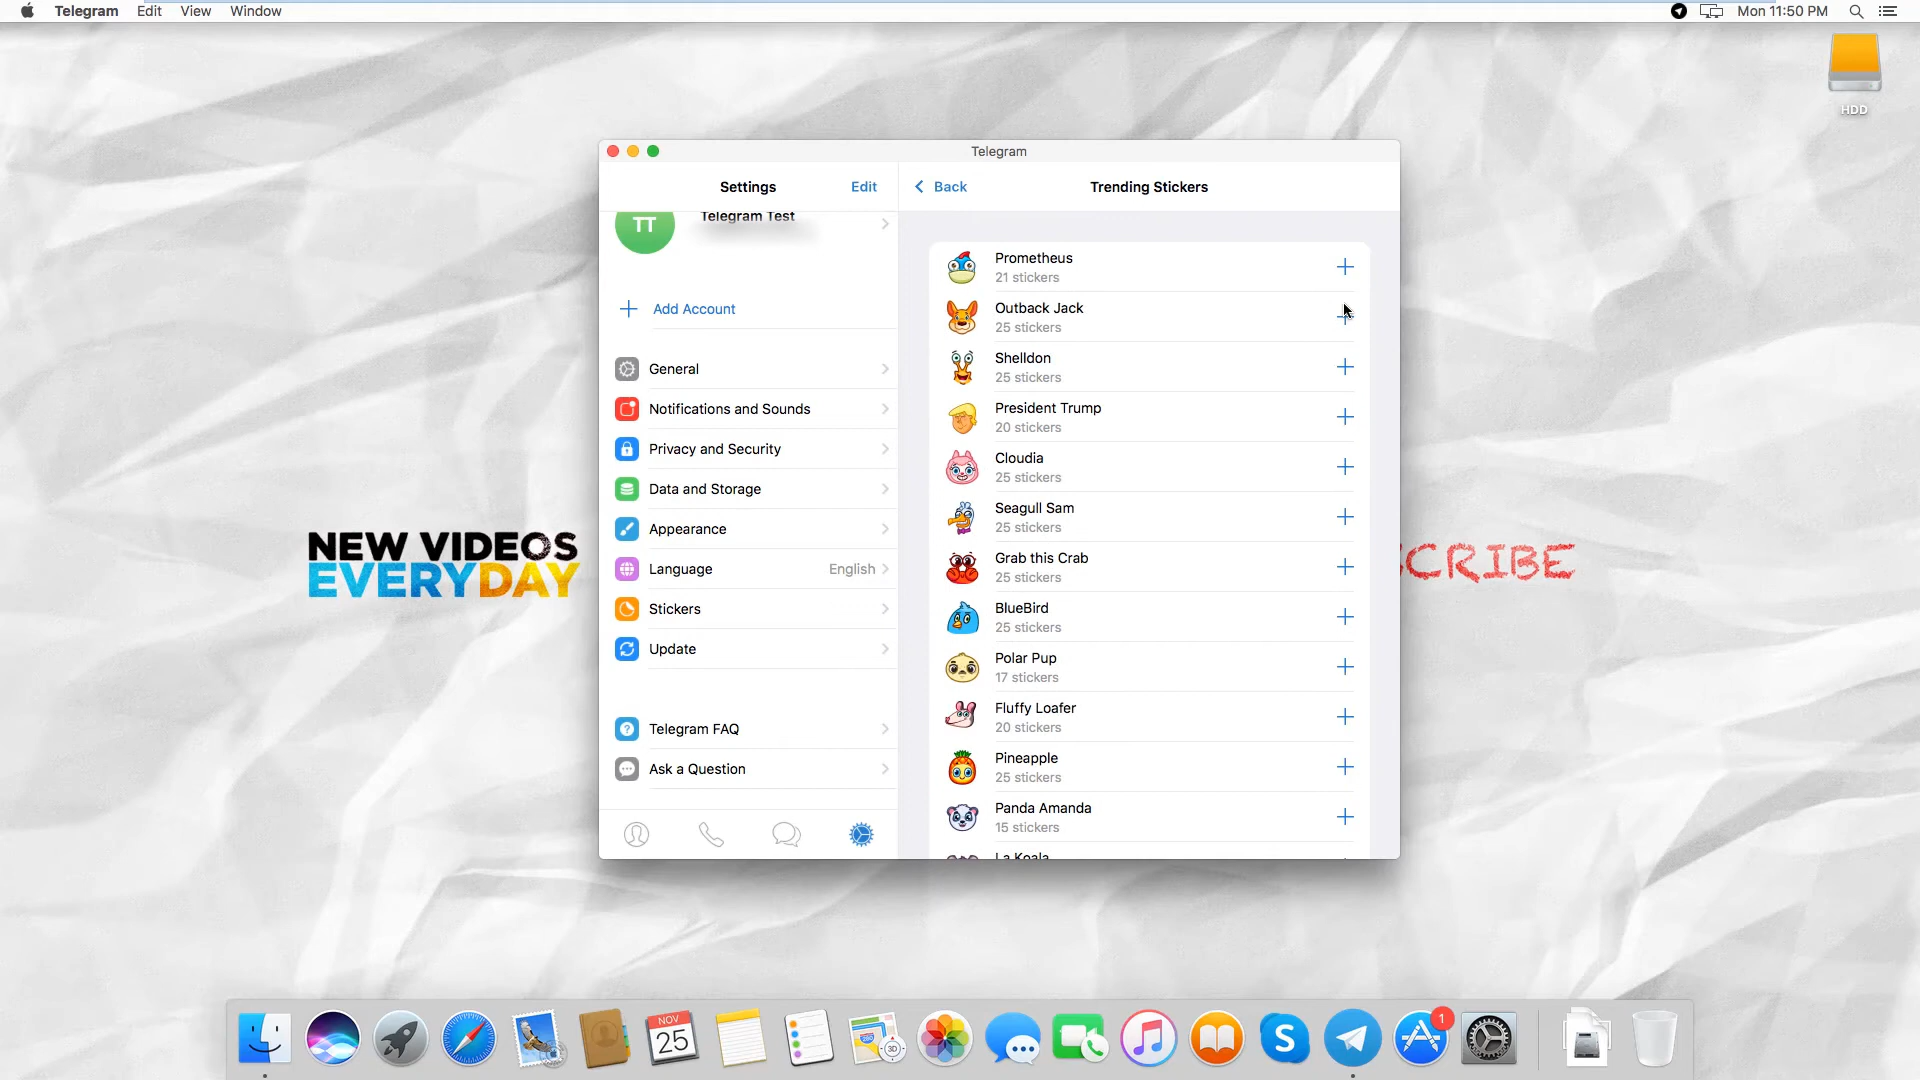 Telegram Edit View Window
Mon 11:50 PM
HDD
Telegram
Settings
Edit
Back
Trending Stickers
TT
Telegram Test
Add Account
General
Notifications and Sounds
Privacy and Security
Data and Storage
Appearance
Language
English
Stickers
Update
Telegram FAQ
Ask a Question
Prometheus
21 stickers
Outback Jack
25 stickers
Shelldon
25 stickers
President Trump
20 stickers
Cloudia
25 stickers
Seagull Sam
25 stickers
Grab this Crab
25 stickers
BlueBird
25 stickers
Polar Pup
17 stickers
Fluffy Loafer
20 stickers
Pineapple
25 stickers
Panda Amanda
15 stickers
La Koala
NEW VIDEOS
EVERYDAY
CRIBE
NOV
25
3D
1